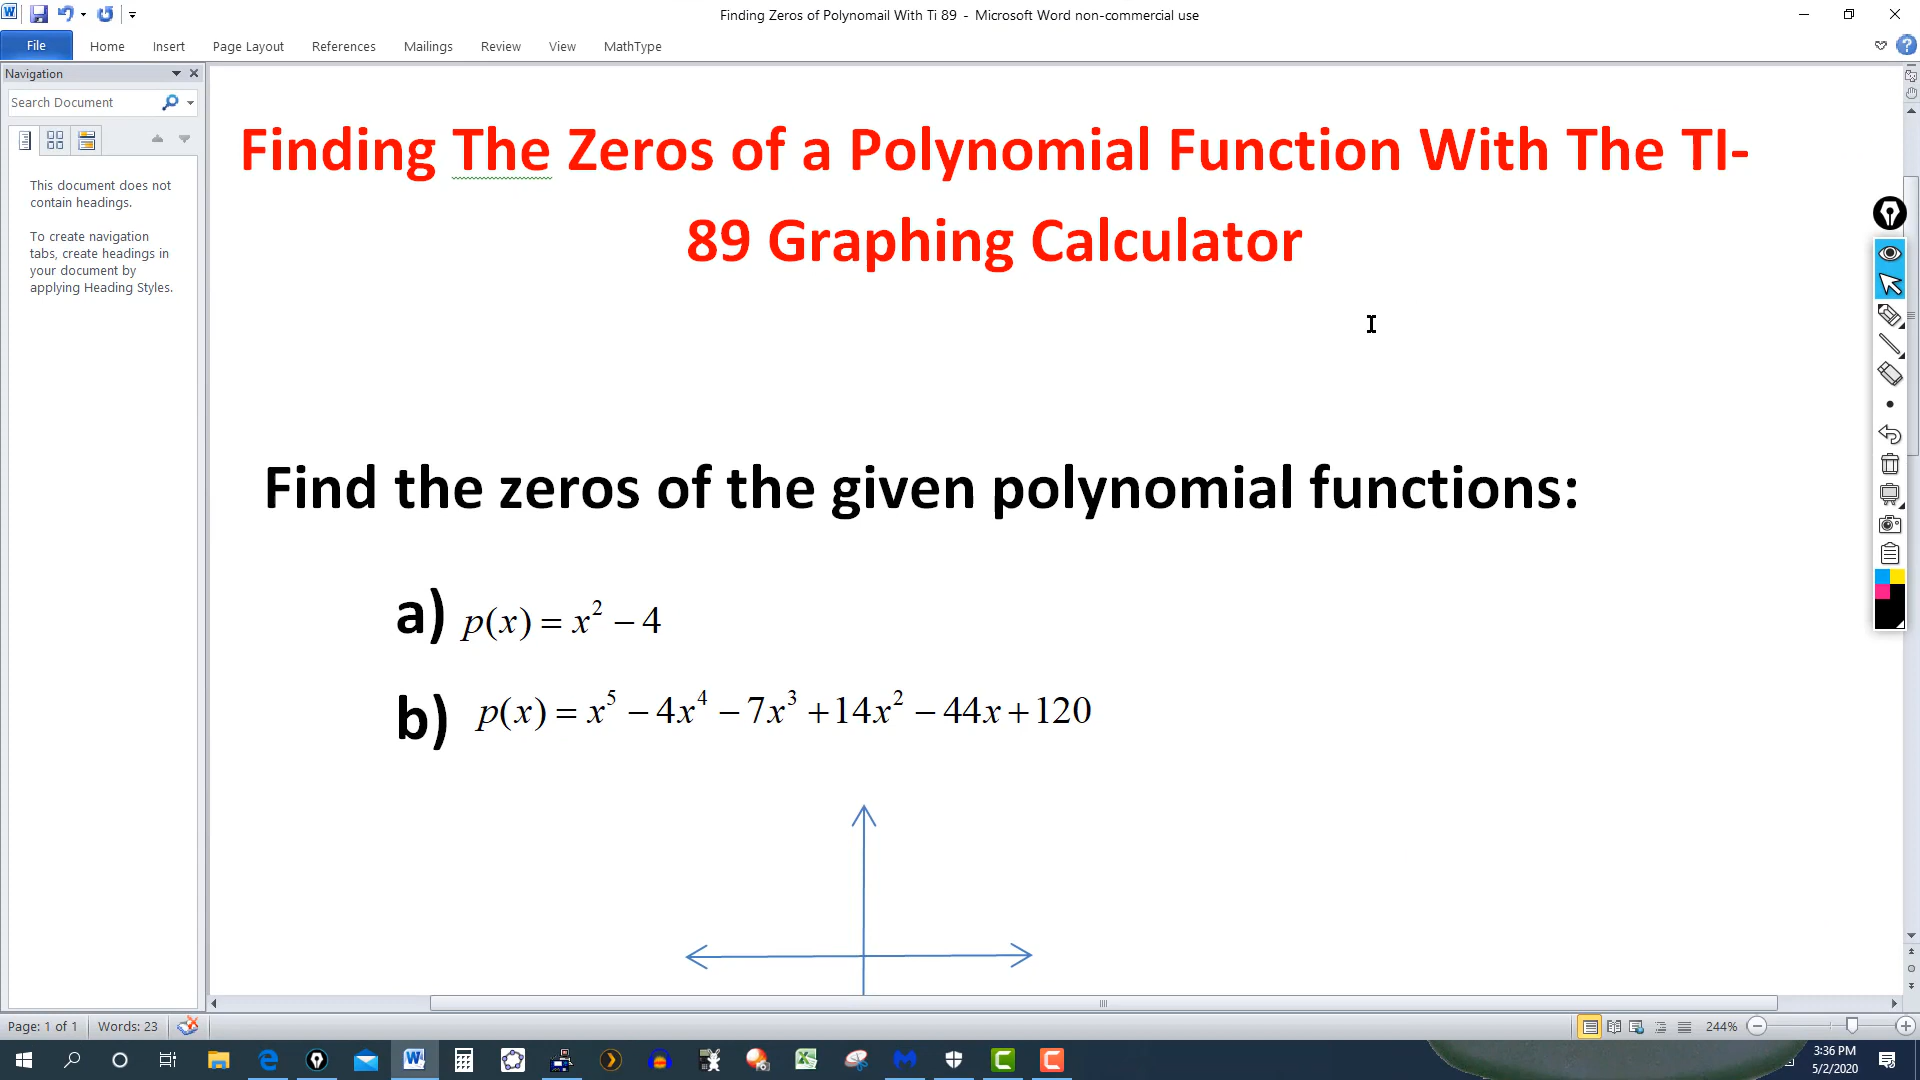 Finding Zeros of Polynomail With Ti 89 - Microsoft Word non-commercial use
File Home Insert Page Layout References Mailings Review View MathType
Navigation
Search Document
This document does not
contain headings.
To create navigation
tabs, create headings in
your document by
applying Heading Styles.
Finding The Zeros of a Polynomial Function With The TI-
89 Graphing Calculator
Find the zeros of the given polynomial functions:
a) p(x) = x² − 4
b) p(x) = x⁵ − 4x⁴ − 7x³ + 14x² − 44x + 120
Page: 1 of 1 Words: 23 244%
3:36 PM
5/2/2020